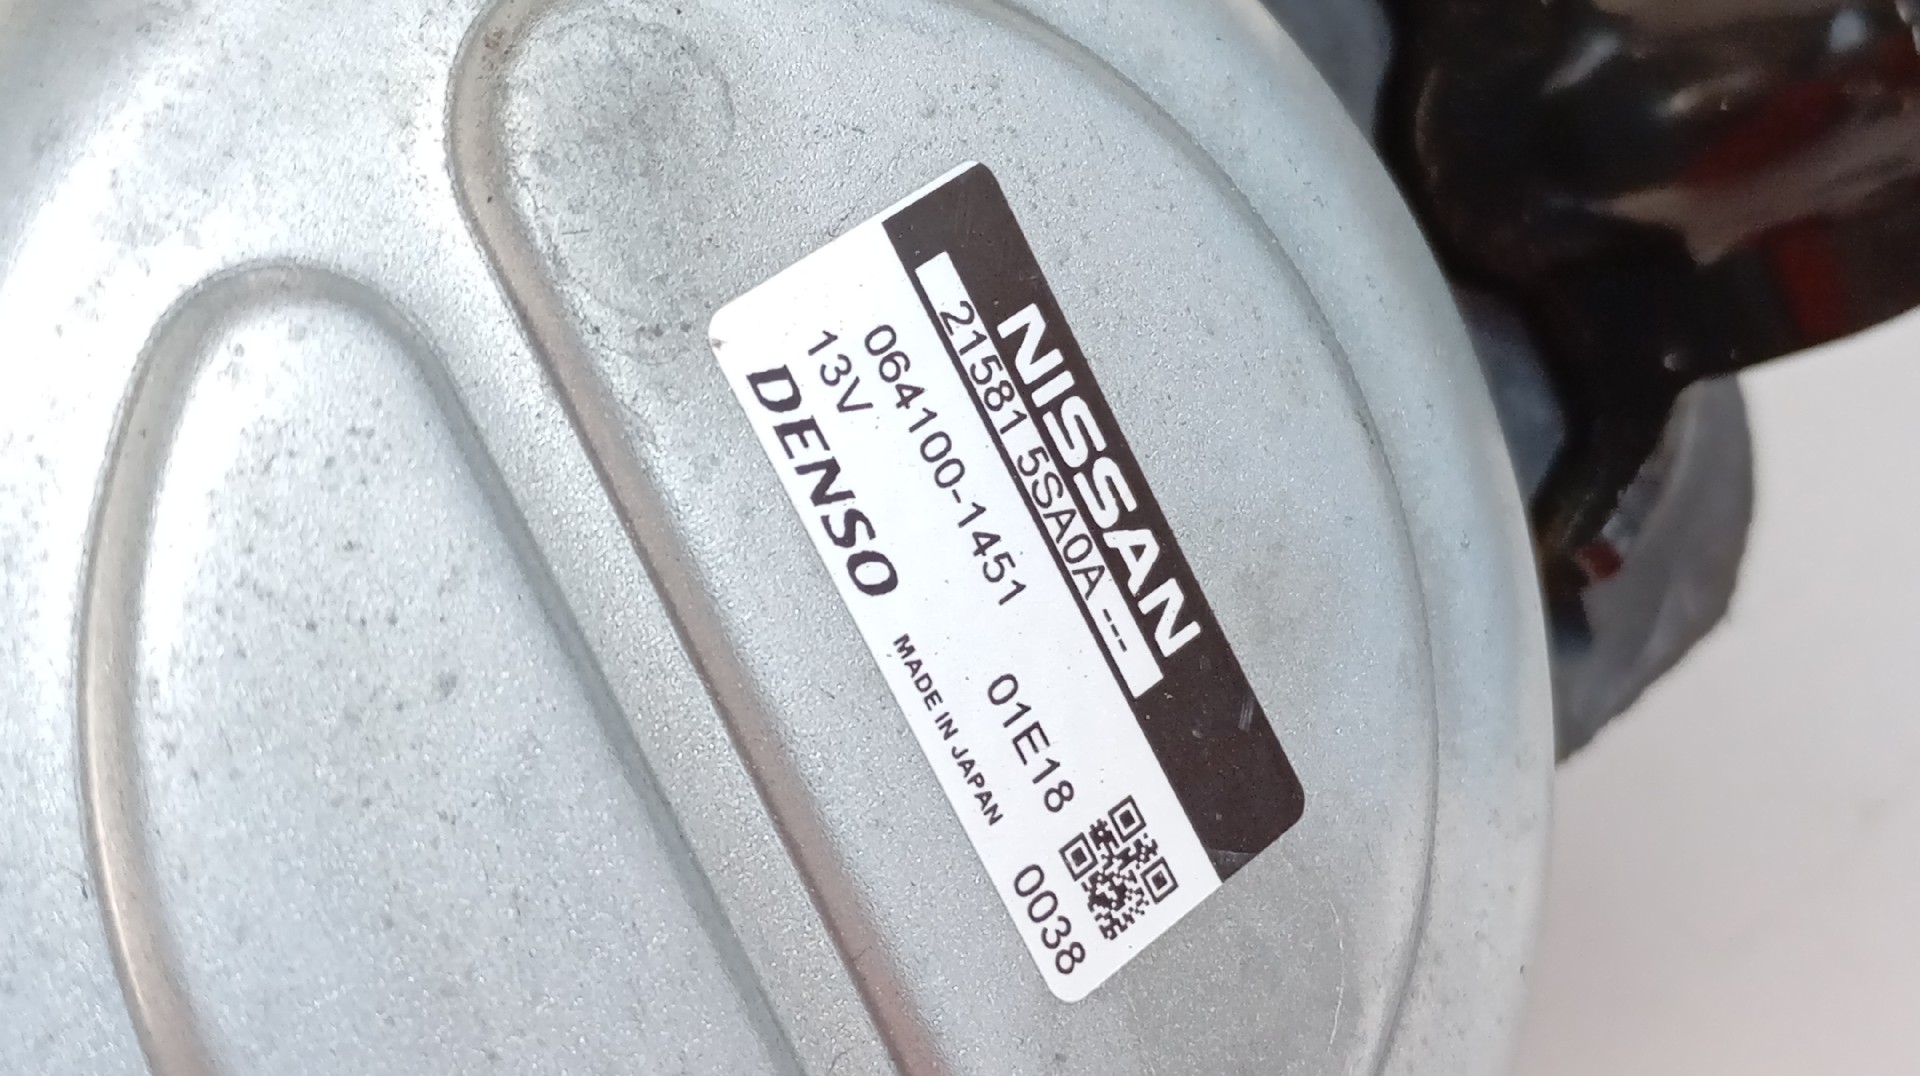 NISSAN
21581 5SA0A ---
064100-1451 01E18
13V
DENSO MADE IN JAPAN 0038